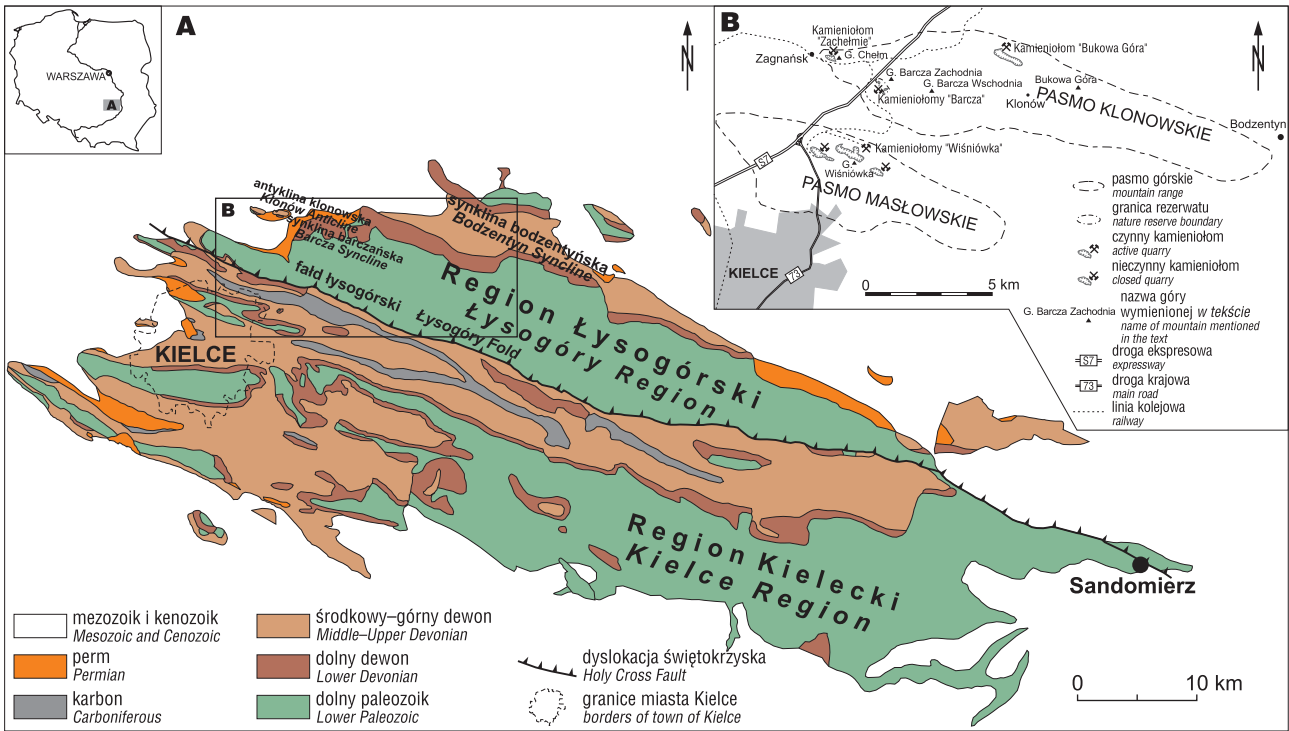 WARSZAWA
A
A
N
antyklina klonowska
Klonów Anticline
synklina barczańska
Barcza Syncline
synklina bodzentyńska
Bodzentyn Syncline
B
fałd łysogórski
Łysogóry Fold
Region Łysogórski
Łysogóry Region
KIELCE
Region Kielecki
Kielce Region
Sandomierz
mezozoik i kenozoik
Mesozoic and Cenozoic
perm
Permian
karbon
Carboniferous
środkowy–górny dewon
Middle–Upper Devonian
dolny dewon
Lower Devonian
dolny paleozoik
Lower Paleozoic
dyslokacja świętokrzyska
Holy Cross Fault
granice miasta Kielce
borders of town of Kielce
0 10 km
B
N
Kamieniołom
"Zachełmie"
Zagnańsk
G. Chełm
Kamieniołom "Bukowa Góra"
G. Barcza Zachodnia
G. Barcza Wschodnia
Kamieniołomy "Barcza"
Bukowa Góra
Klonów
PASMO KLONOWSKIE
Bodzentyn
S7
Kamieniołomy "Wiśniówka"
G.
Wiśniówka
PASMO MASŁOWSKIE
KIELCE
73
0 5 km
pasmo górskie
mountain range
granica rezerwatu
nature reserve boundary
czynny kamieniołom
active quarry
nieczynny kamieniołom
closed quarry
G. Barcza Zachodnia
nazwa góry
wymienionej w tekście
name of mountain mentioned
in the text
S7
droga ekspresowa
expressway
73
droga krajowa
main road
linia kolejowa
railway